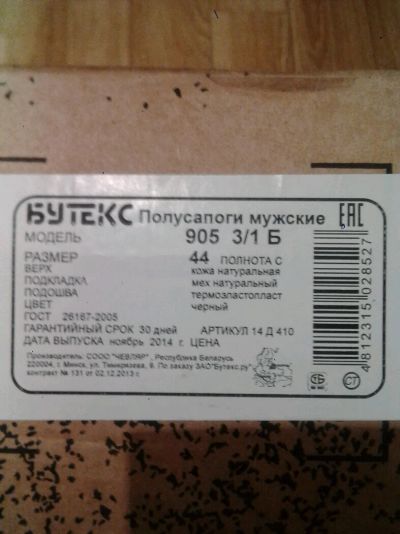 БУТЕКС Полусапоги мужские EAC
МОДЕЛЬ 905 3/1 Б
РАЗМЕР 44 ПОЛНОТА С
ВЕРХ кожа натуральная
ПОДКЛАДКА мех натуральный
ПОДОШВА термоэластопласт
ЦВЕТ черный
ГОСТ 26167-2005
ГАРАНТИЙНЫЙ СРОК 30 дней АРТИКУЛ 14 Д 410
ДАТА ВЫПУСКА ноябрь 2014 г. ЦЕНА
Производитель: СООО "ЧЕВЛЯР", Республика Беларусь
220004, г. Минск, ул. Тимирязева, 9. По заказу ЗАО"Бутекс.ру"
контракт № 131 от 02.12.2013 г.
4812315028527
СТБ
СТ